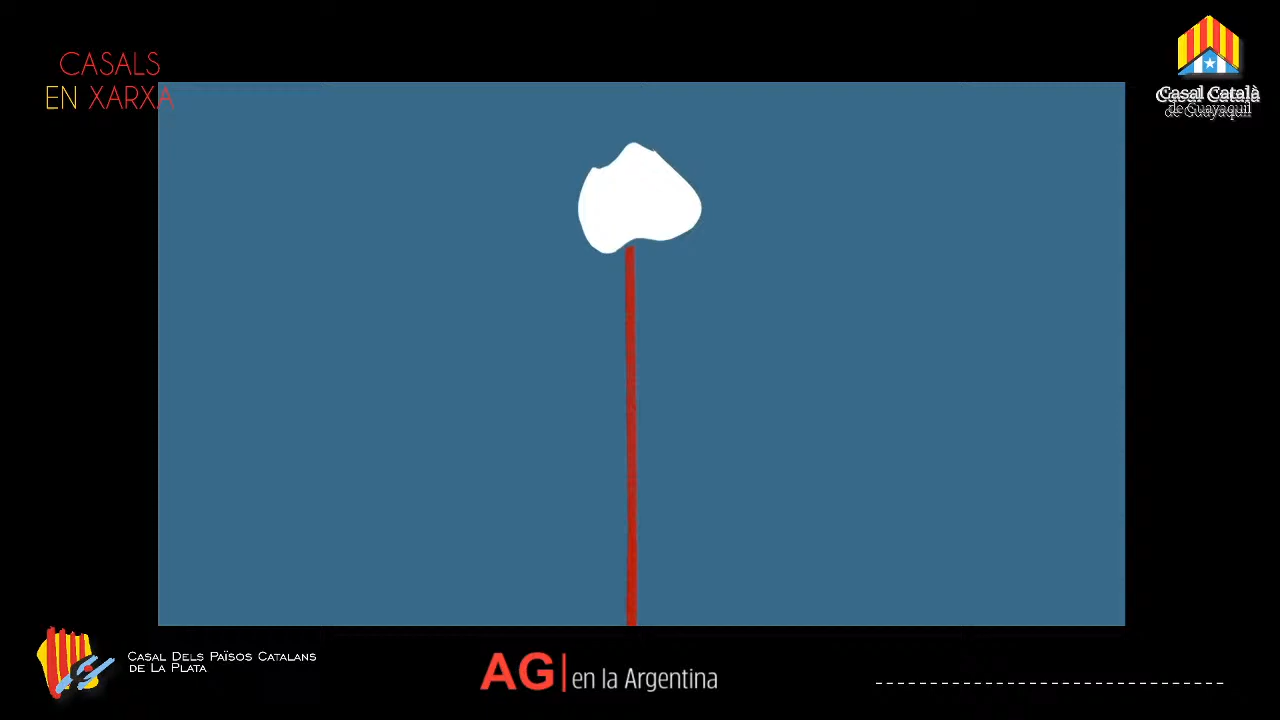 CASALS
EN XARXA
Casal Català
de Guayaquil
CASAL DELS PAÏSOS CATALANS
DE LA PLATA
AG| en la Argentina